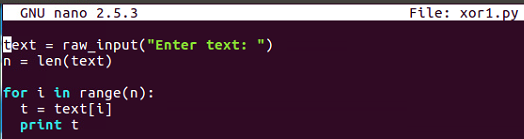 GNU nano 2.5.3 File: xor1.py
text = raw_input("Enter text: ")
n = len(text)
for i in range(n):
  t = text[i]
  print t